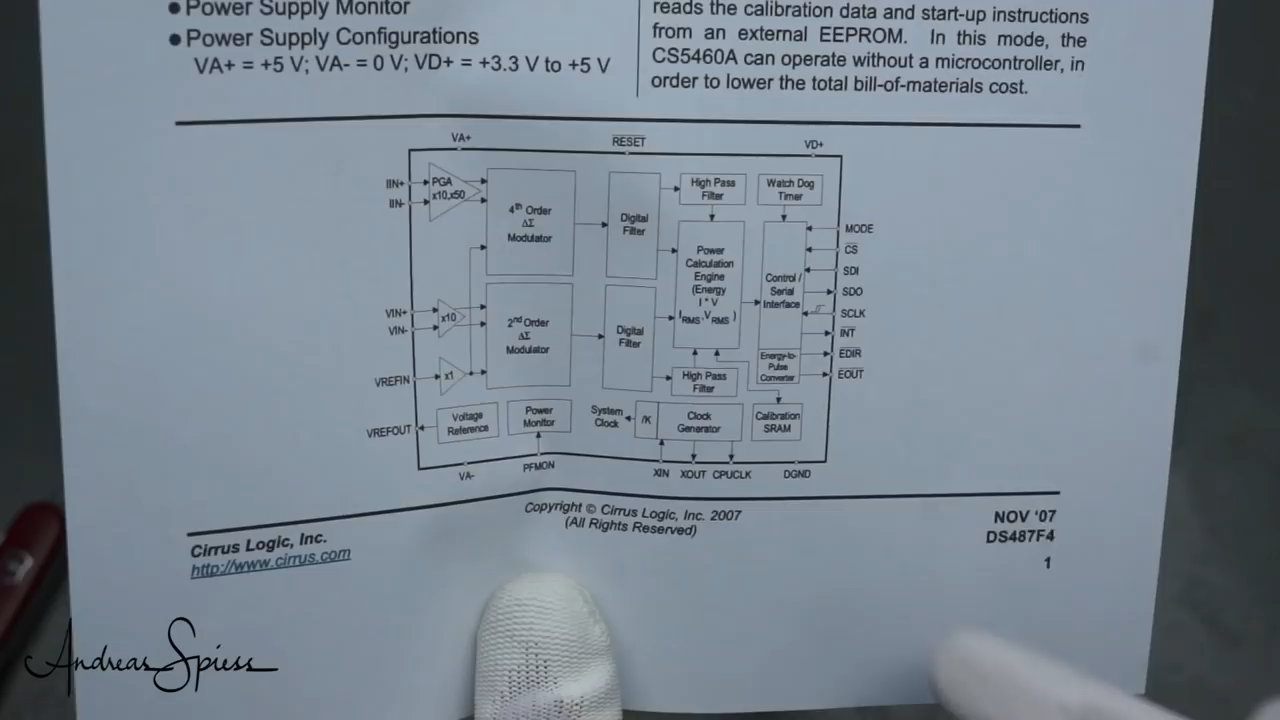 ● Power Supply Monitor
● Power Supply Configurations
VA+ = +5 V; VA- = 0 V; VD+ = +3.3 V to +5 V
reads the calibration data and start-up instructions
from an external EEPROM. In this mode, the
CS5460A can operate without a microcontroller, in
order to lower the total bill-of-materials cost.
VA+
RESET
VD+
IIN+
IIN-
PGA
x10,x50
4th Order
ΔΣ
Modulator
Digital
Filter
High Pass
Filter
Watch Dog
Timer
Power
Calculation
Engine
(Energy
I * V
IRMS,VRMS )
Control /
Serial
Interface
MODE
CS
SDI
SDO
SCLK
INT
EDIR
EOUT
VIN+
VIN-
x10
2nd Order
ΔΣ
Modulator
Digital
Filter
Energy-to-
Pulse
Converter
VREFIN
x1
High Pass
Filter
VREFOUT
Voltage
Reference
Power
Monitor
System
Clock
/K
Clock
Generator
Calibration
SRAM
VA-
PFMON
XIN
XOUT
CPUCLK
DGND
Cirrus Logic, Inc.
http://www.cirrus.com
Copyright © Cirrus Logic, Inc. 2007
(All Rights Reserved)
NOV '07
DS487F4
1
Andreas Spiess